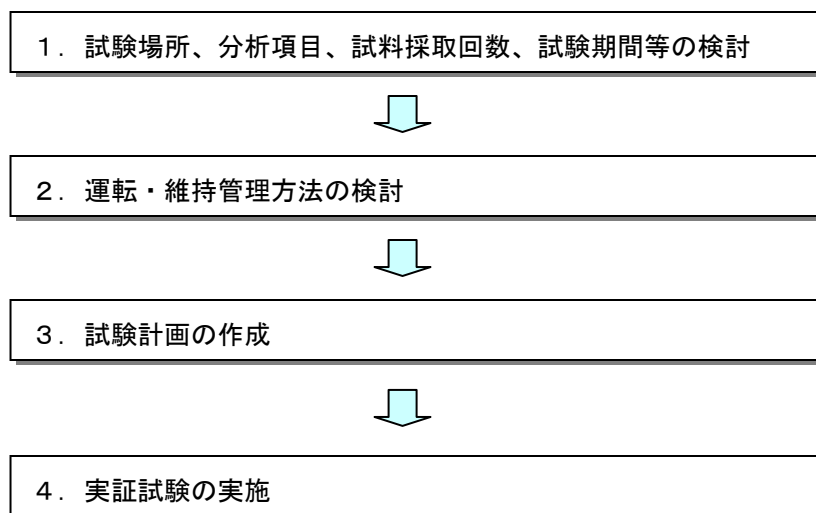 １．試験場所、分析項目、試料採取回数、試験期間等の検討
２．運転・維持管理方法の検討
３．試験計画の作成
４．実証試験の実施